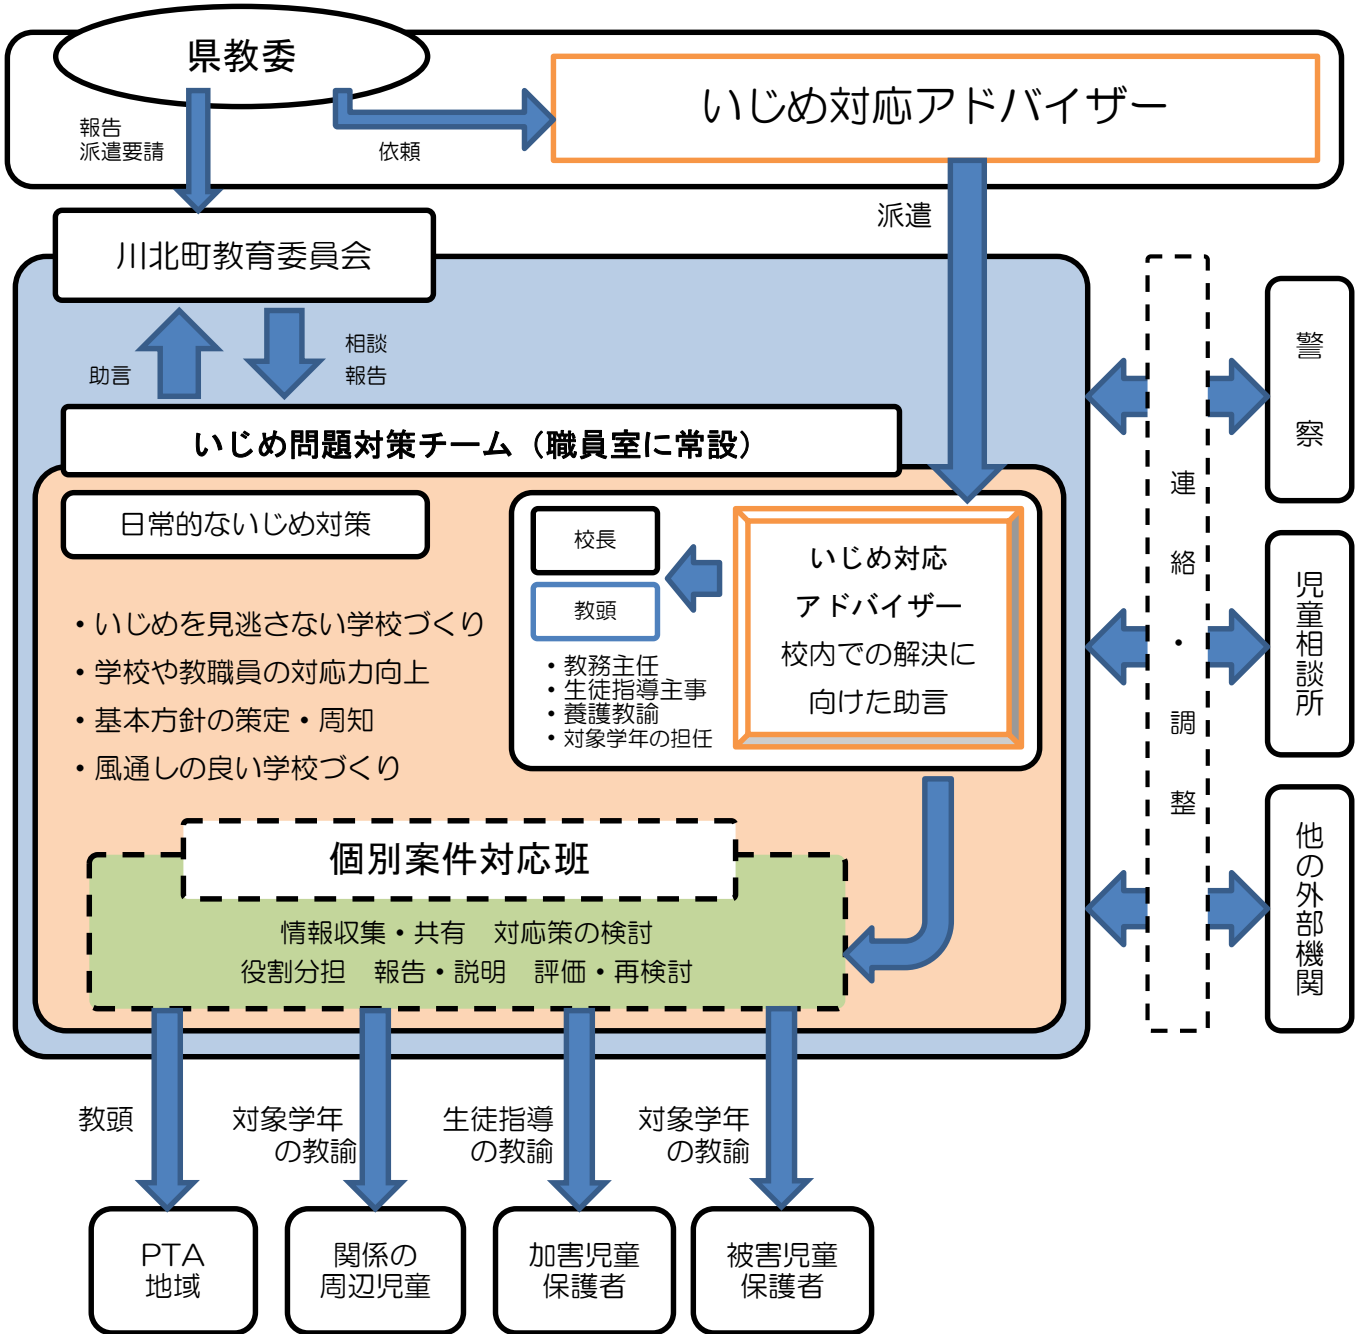 県教委
いじめ対応アドバイザー
報告
派遣要請
依頼
派遣
川北町教育委員会
助言
相談
報告
いじめ問題対策チーム（職員室に常設）
日常的ないじめ対策
・いじめを見逃さない学校づくり
・学校や教職員の対応力向上
・基本方針の策定・周知
・風通しの良い学校づくり
校長
教頭
・教務主任
・生徒指導主事
・養護教諭
・対象学年の担任
いじめ対応
アドバイザー
校内での解決に
向けた助言
個別案件対応班
情報収集・共有　対応策の検討
役割分担　報告・説明　評価・再検討
連絡・調整
警察
児童相談所
他の外部機関
教頭
対象学年
の教諭
生徒指導
の教諭
対象学年
の教諭
PTA
地域
関係の
周辺児童
加害児童
保護者
被害児童
保護者